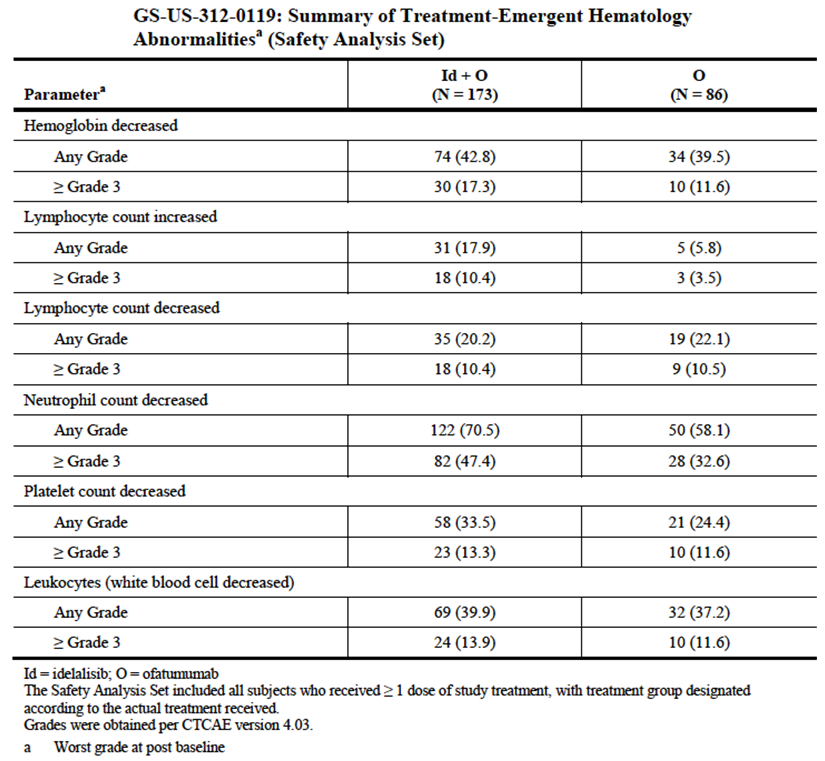 GS-US-312-0119: Summary of Treatment-Emergent Hematology
Abnormalitiesa (Safety Analysis Set)
Parametera
Id + O
(N = 173)
O
(N = 86)
Hemoglobin decreased
Any Grade 74 (42.8) 34 (39.5)
≥ Grade 3 30 (17.3) 10 (11.6)
Lymphocyte count increased
Any Grade 31 (17.9) 5 (5.8)
≥ Grade 3 18 (10.4) 3 (3.5)
Lymphocyte count decreased
Any Grade 35 (20.2) 19 (22.1)
≥ Grade 3 18 (10.4) 9 (10.5)
Neutrophil count decreased
Any Grade 122 (70.5) 50 (58.1)
≥ Grade 3 82 (47.4) 28 (32.6)
Platelet count decreased
Any Grade 58 (33.5) 21 (24.4)
≥ Grade 3 23 (13.3) 10 (11.6)
Leukocytes (white blood cell decreased)
Any Grade 69 (39.9) 32 (37.2)
≥ Grade 3 24 (13.9) 10 (11.6)
Id = idelalisib; O = ofatumumab
The Safety Analysis Set included all subjects who received ≥ 1 dose of study treatment, with treatment group designated
according to the actual treatment received.
Grades were obtained per CTCAE version 4.03.
a Worst grade at post baseline